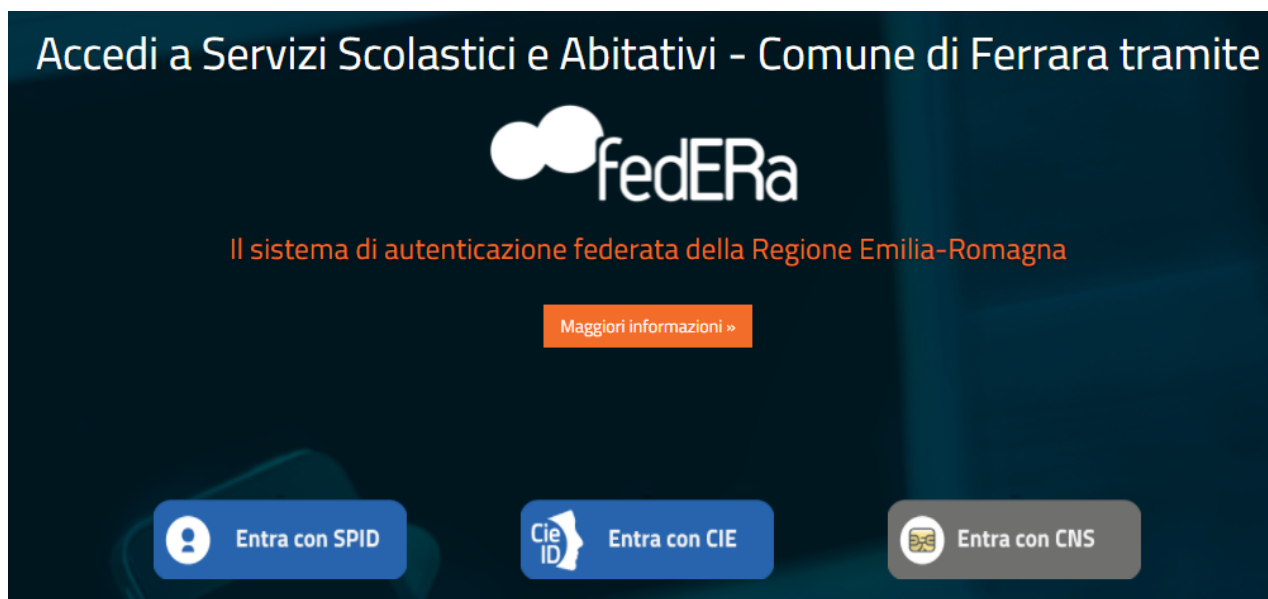 Accedi a Servizi Scolastici e Abitativi - Comune di Ferrara tramite
fedERa
Il sistema di autenticazione federata della Regione Emilia-Romagna
Maggiori informazioni »
Entra con SPID
Cie
ID
Entra con CIE
Entra con CNS